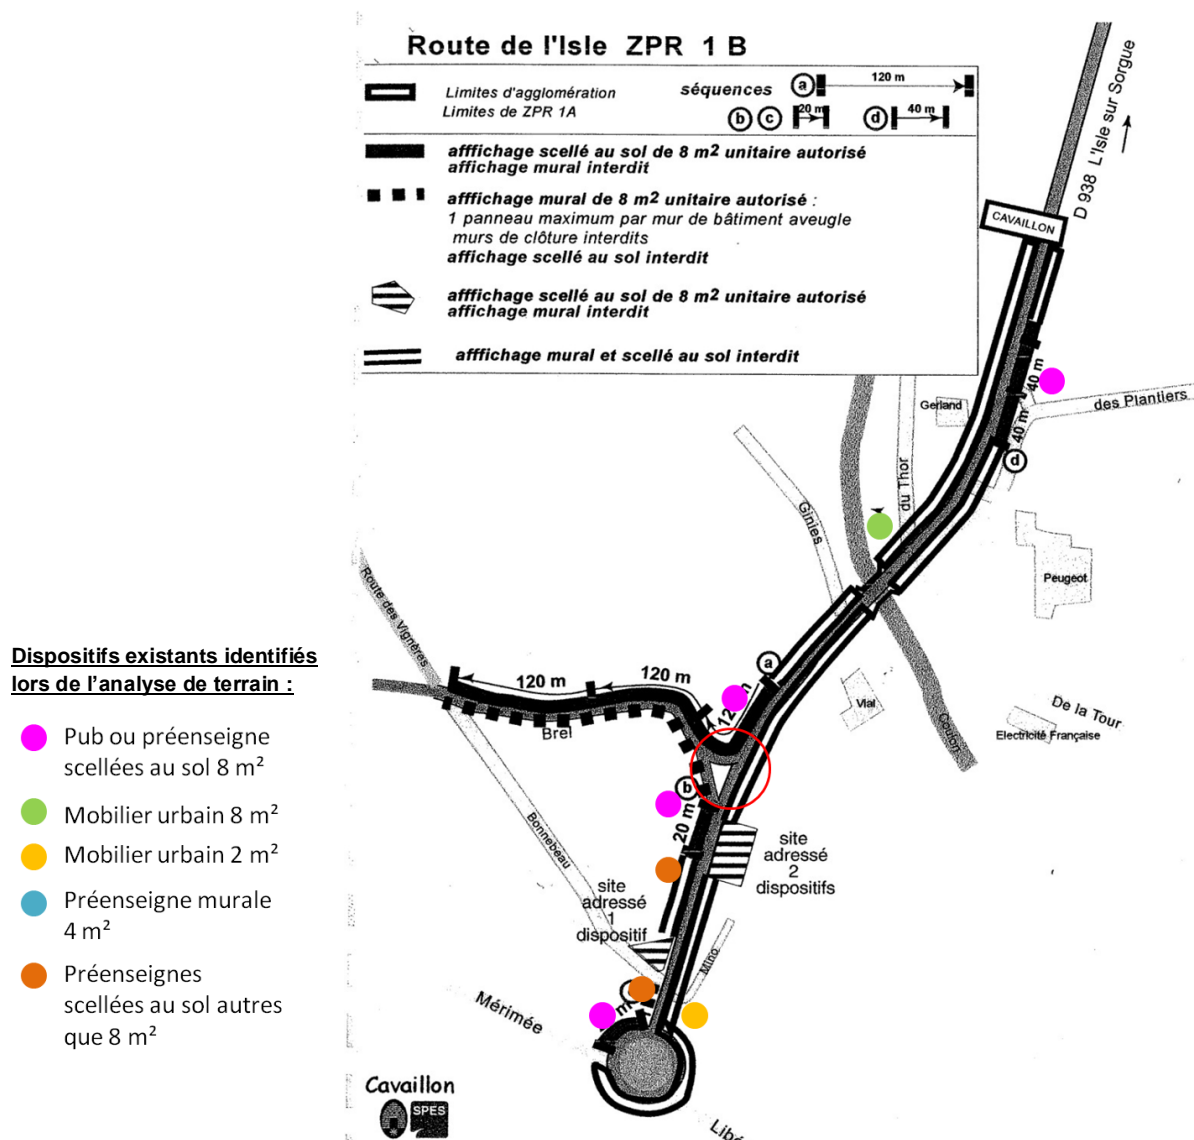 Route de l'Isle ZPR 1 B
Limites d'agglomération
Limites de ZPR 1A
séquences
a
120 m
b c
20 m
d
40 m
afffichage scellé au sol de 8 m² unitaire autorisé
affichage mural interdit
afffichage mural de 8 m² unitaire autorisé :
1 panneau maximum par mur de bâtiment aveugle
murs de clôture interdits
affichage scellé au sol interdit
afffichage scellé au sol de 8 m² unitaire autorisé
affichage mural interdit
afffichage mural et scellé au sol interdit
D 938 L'Isle sur Sorgue
CAVAILLON
40 m
40 m
des Plantiers
d
Gerland
du Thor
Ginies
Peugeot
Route des Vignères
a
120 m
120 m
Vial
Coulon
De la Tour
Electricité Française
Brel
b
20 m
Bonnebeau
site
adressé
2
dispositifs
site
adressé
1
dispositif
Mino
m
Mérimée
Cavaillon
SPES
Dispositifs existants identifiés
lors de l'analyse de terrain :
Pub ou préenseigne
scellées au sol 8 m²
Mobilier urbain 8 m²
Mobilier urbain 2 m²
Préenseigne murale
4 m²
Préenseignes
scellées au sol autres
que 8 m²